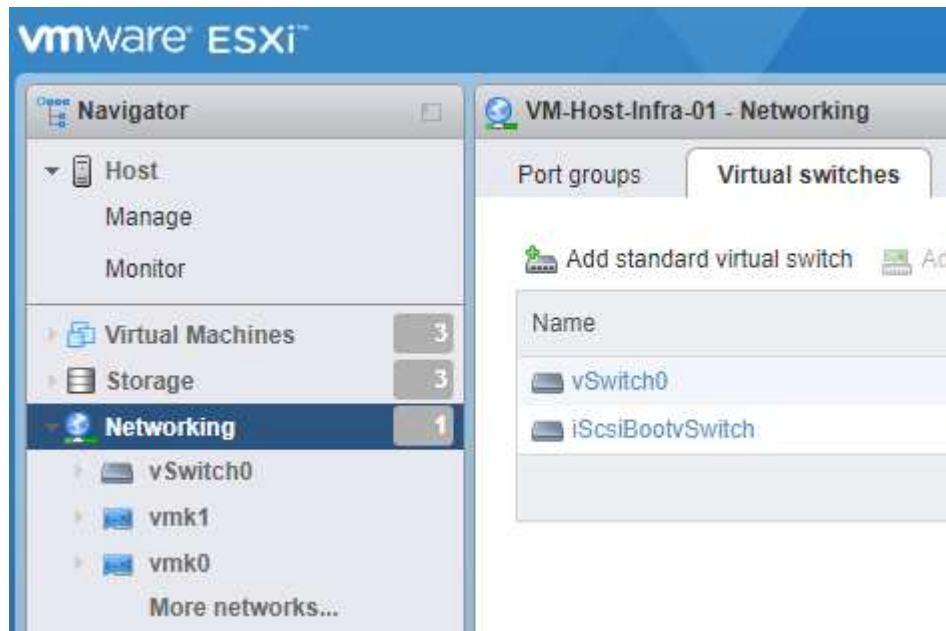 vmware ESXi™
Navigator
Host
Manage
Monitor
Virtual Machines 3
Storage 3
Networking 1
vSwitch0
vmk1
vmk0
More networks...
VM-Host-Infra-01 - Networking
Port groups Virtual switches
Add standard virtual switch
Name
vSwitch0
iScsiBootvSwitch